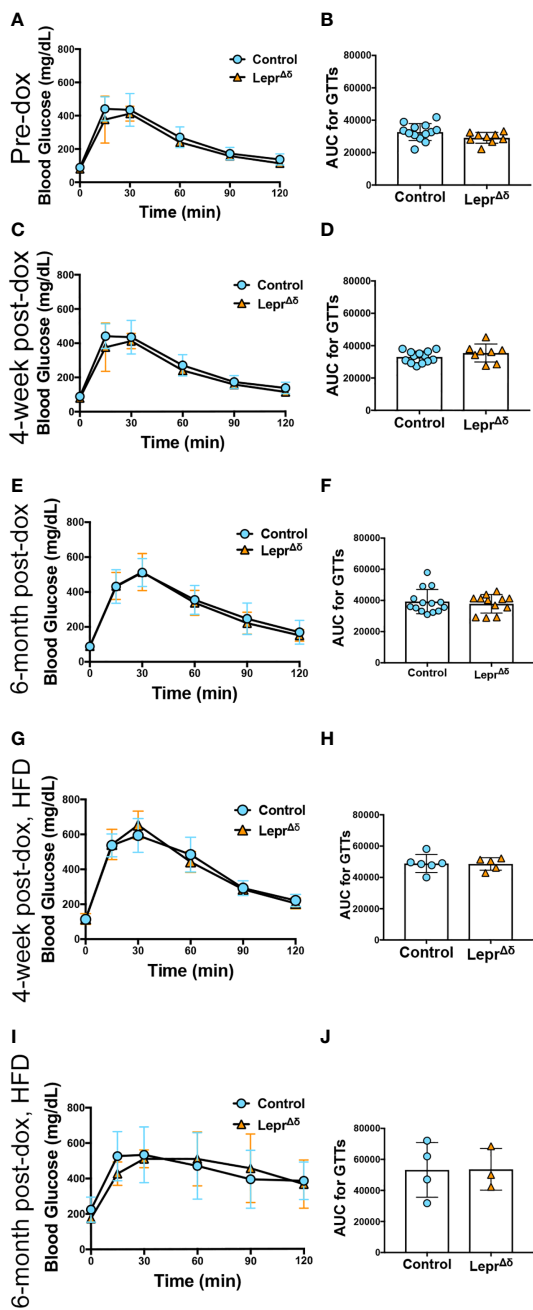 A
Pre-dox
Blood Glucose (mg/dL)
800
600
400
200
0
0 30 60 90 120
Time (min)
Control
LeprΔδ
B
AUC for GTTs
80000
60000
40000
20000
0
Control LeprΔδ
C
4-week post-dox
Blood Glucose (mg/dL)
800
600
400
200
0
0 30 60 90 120
Time (min)
Control
LeprΔδ
D
AUC for GTTs
80000
60000
40000
20000
0
Control LeprΔδ
E
6-month post-dox
Blood Glucose (mg/dL)
800
600
400
200
0
0 30 60 90 120
Time (min)
Control
LeprΔδ
F
AUC for GTTs
80000
60000
40000
20000
0
Control LeprΔδ
G
4-week post-dox, HFD
Blood Glucose (mg/dL)
800
600
400
200
0
0 30 60 90 120
Time (min)
Control
LeprΔδ
H
AUC for GTTs
80000
60000
40000
20000
0
Control LeprΔδ
I
6-month post-dox, HFD
Blood Glucose (mg/dL)
800
600
400
200
0
0 30 60 90 120
Time (min)
Control
LeprΔδ
J
AUC for GTTs
80000
60000
40000
20000
0
Control LeprΔδ